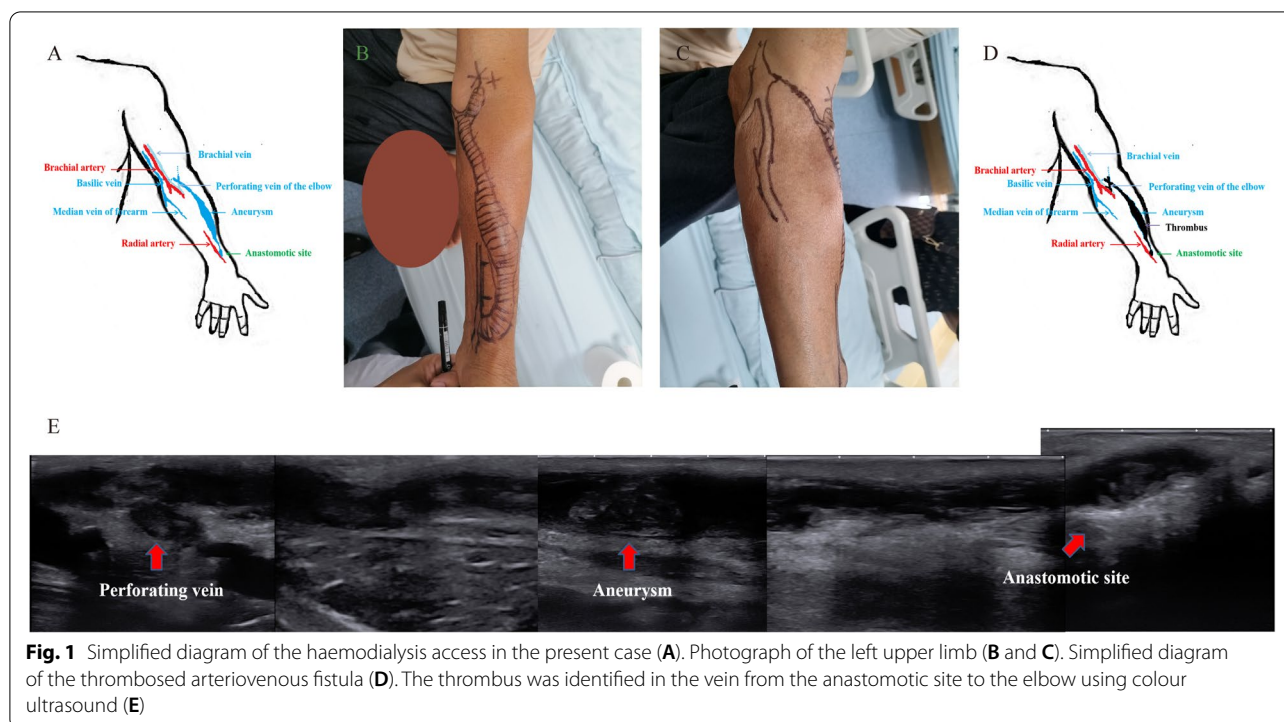 A
Brachial vein
Brachial artery
Basilic vein
Perforating vein of the elbow
Median vein of forearm
Aneurysm
Radial artery
Anastomotic site
B
C
D
Brachial vein
Brachial artery
Basilic vein
Perforating vein of the elbow
Median vein of forearm
Aneurysm
Thrombus
Radial artery
Anastomotic site
E
Perforating vein
Aneurysm
Anastomotic site
Fig. 1 Simplified diagram of the haemodialysis access in the present case (A). Photograph of the left upper limb (B and C). Simplified diagram
of the thrombosed arteriovenous fistula (D). The thrombus was identified in the vein from the anastomotic site to the elbow using colour
ultrasound (E)